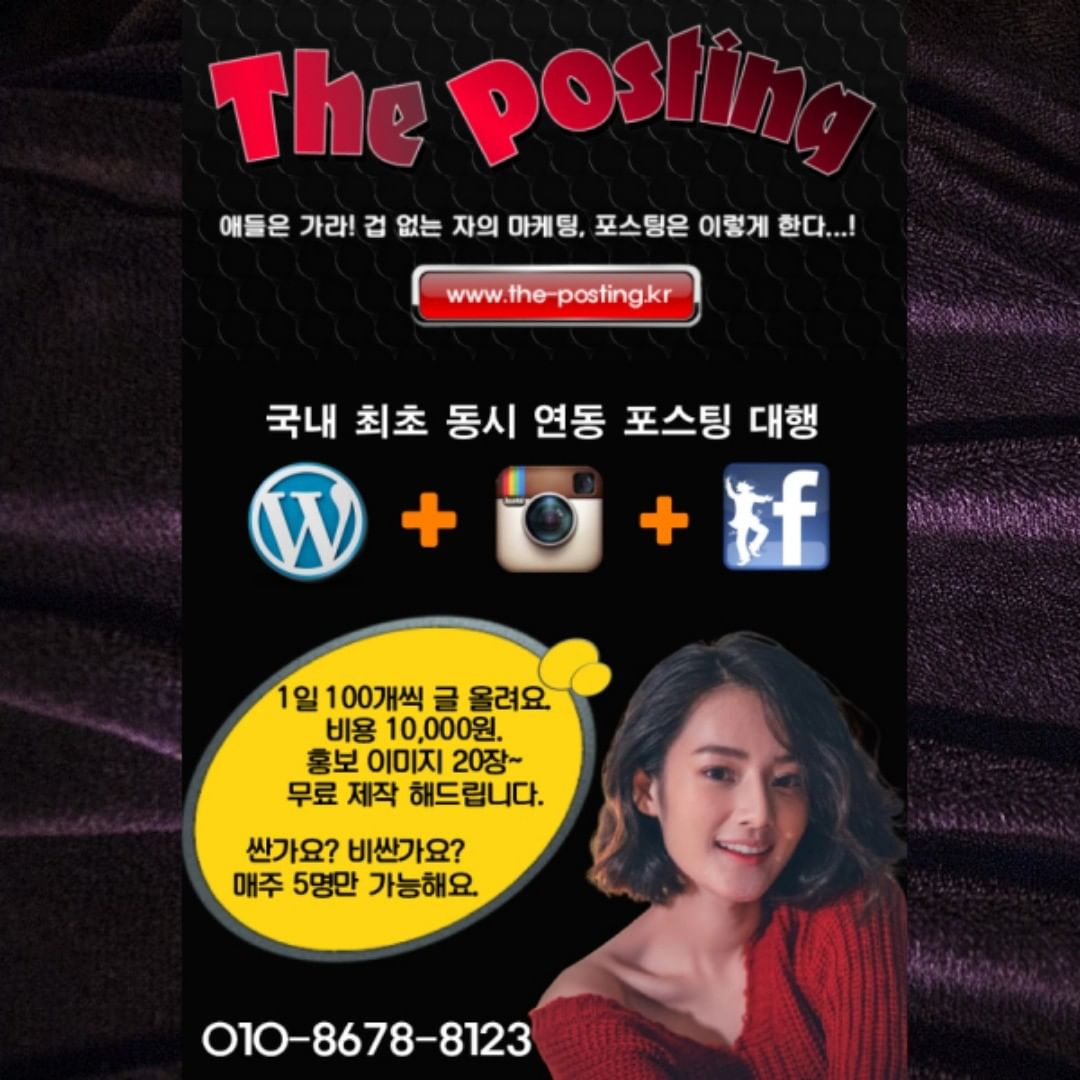 The Posting
애들은 가라! 겁 없는 자의 마케팅, 포스팅은 이렇게 한다...!
www.the-posting.kr
국내 최초 동시 연동 포스팅 대행
W + + f
1일 100개씩 글 올려요.
비용 10,000원.
홍보 이미지 20장~
무료 제작 해드립니다.
싼가요? 비싼가요?
매주 5명만 가능해요.
010-8678-8123